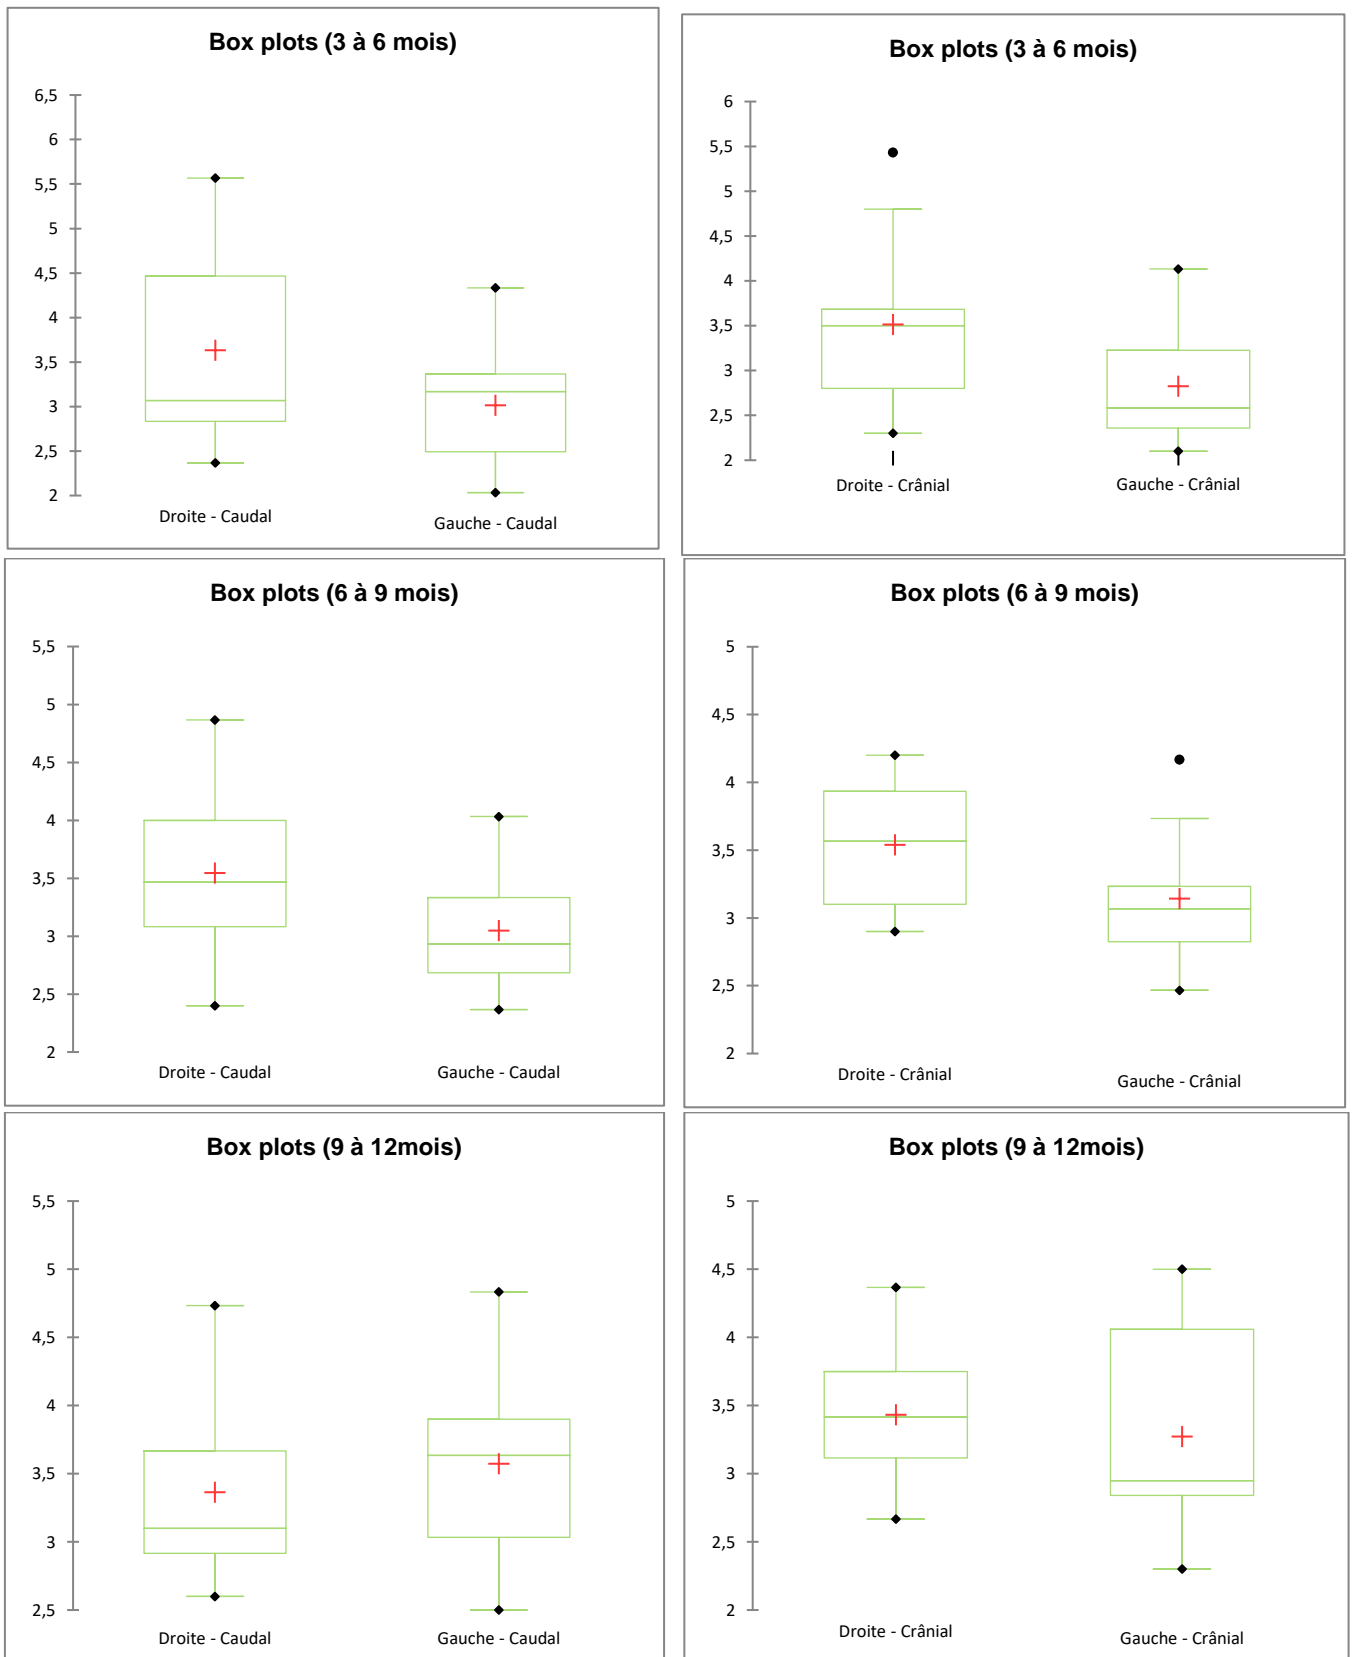 Box plots (3 à 6 mois)
6,5
6
5,5
5
4,5
4
3,5
3
2,5
2
Droite - Caudal
Gauche - Caudal
Box plots (3 à 6 mois)
6
5,5
5
4,5
4
3,5
3
2,5
2
Droite - Crânial
Gauche - Crânial
Box plots (6 à 9 mois)
5,5
5
4,5
4
3,5
3
2,5
2
Droite - Caudal
Gauche - Caudal
Box plots (6 à 9 mois)
5
4,5
4
3,5
3
2,5
2
Droite - Crânial
Gauche - Crânial
Box plots (9 à 12mois)
5,5
5
4,5
4
3,5
3
2,5
Droite - Caudal
Gauche - Caudal
Box plots (9 à 12mois)
5
4,5
4
3,5
3
2,5
2
Droite - Crânial
Gauche - Crânial